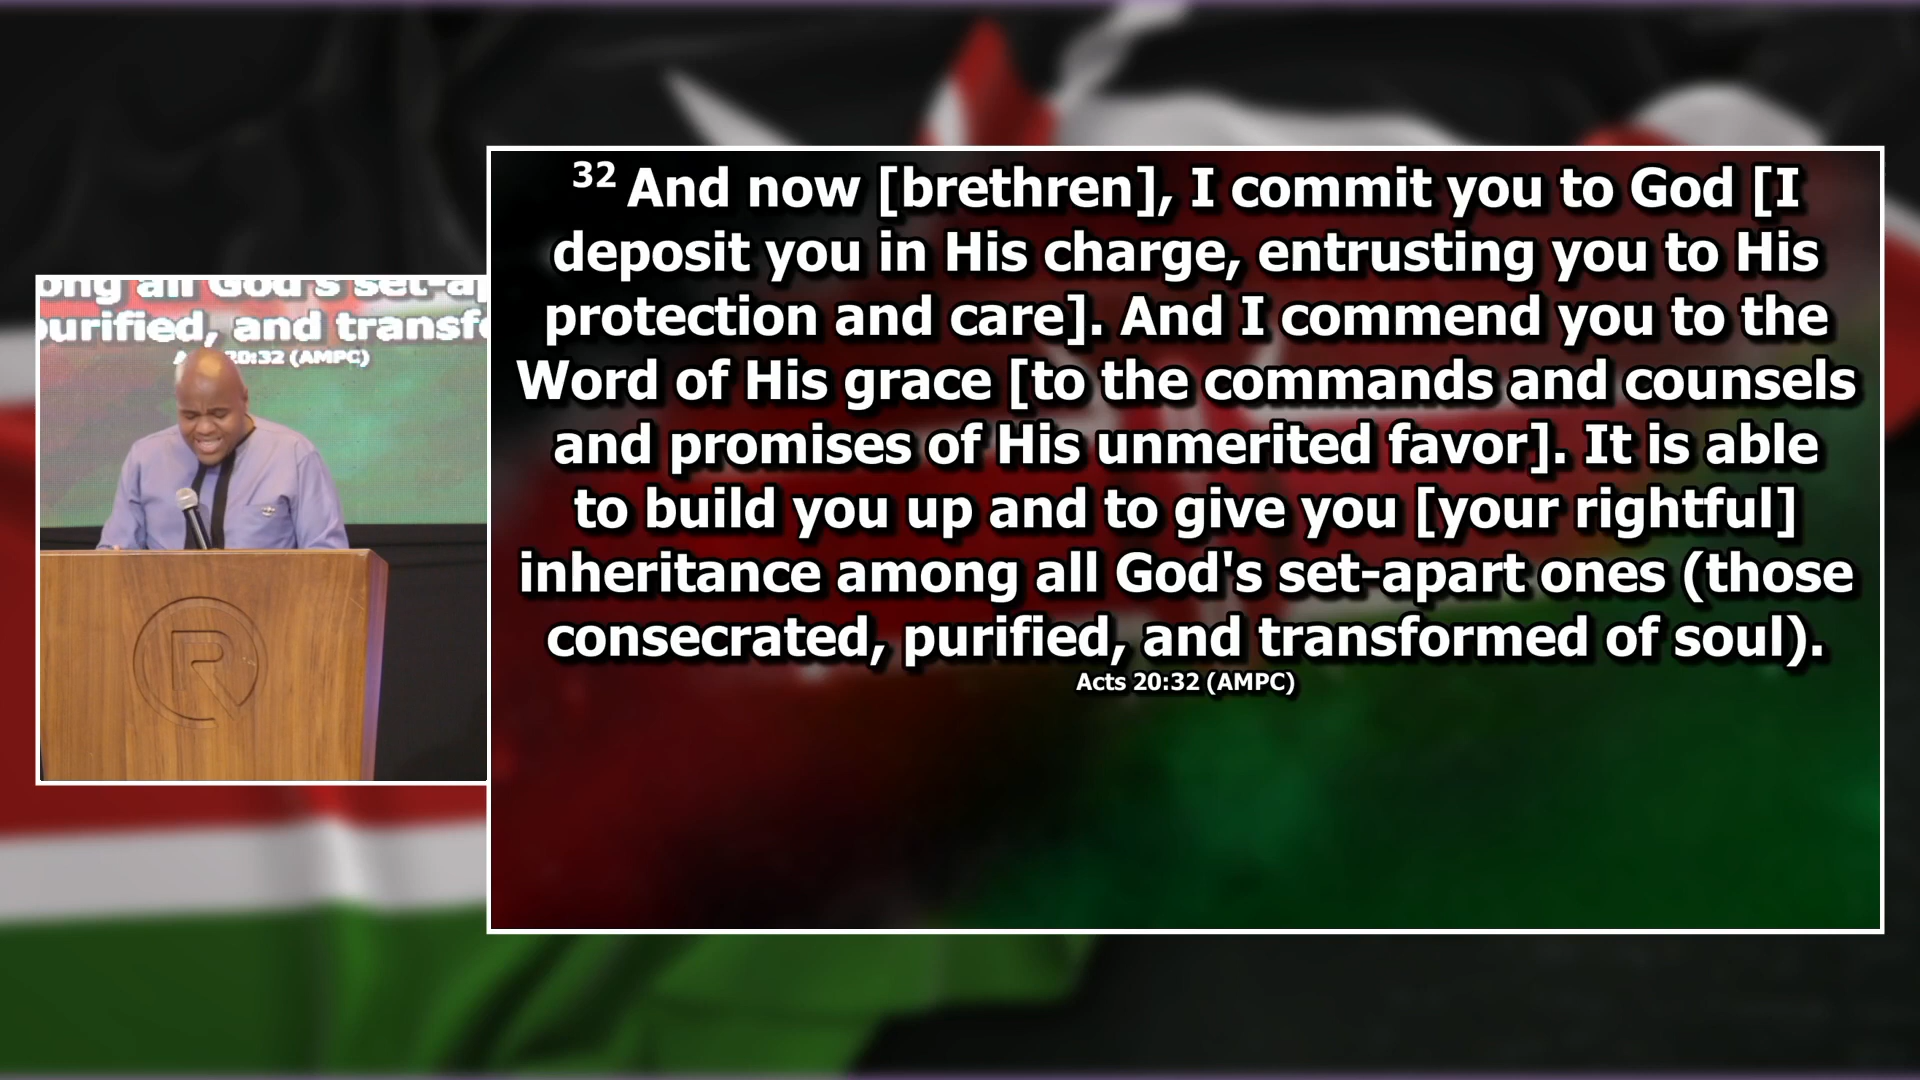 32 And now [brethren], I commit you to God [I
deposit you in His charge, entrusting you to His
protection and care]. And I commend you to the
Word of His grace [to the commands and counsels
and promises of His unmerited favor]. It is able
to build you up and to give you [your rightful]
inheritance among all God's set-apart ones (those
consecrated, purified, and transformed of soul).
Acts 20:32 (AMPC)
all God's
purified, and
20:32 (AMPC)
R